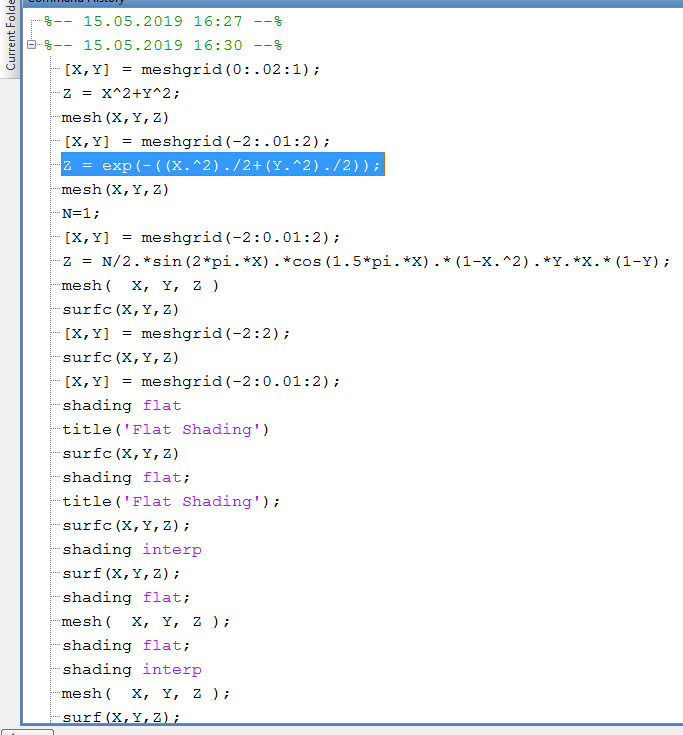 Current Folde
Command History
%-- 15.05.2019 16:27 --%
%-- 15.05.2019 16:30 --%
[X,Y] = meshgrid(0:.02:1);
Z = X^2+Y^2;
mesh(X,Y,Z)
[X,Y] = meshgrid(-2:.01:2);
Z = exp(-((X.^2)./2+(Y.^2)./2));
mesh(X,Y,Z)
N=1;
[X,Y] = meshgrid(-2:0.01:2);
Z = N/2.*sin(2*pi.*X).*cos(1.5*pi.*X).*(1-X.^2).*Y.*X.*(1-Y);
mesh(  X, Y, Z )
surfc(X,Y,Z)
[X,Y] = meshgrid(-2:2);
surfc(X,Y,Z)
[X,Y] = meshgrid(-2:0.01:2);
shading flat
title('Flat Shading')
surfc(X,Y,Z)
shading flat;
title('Flat Shading');
surfc(X,Y,Z);
shading interp
surf(X,Y,Z);
shading flat;
mesh(  X, Y, Z );
shading flat;
shading interp
mesh(  X, Y, Z );
surf(X,Y,Z);